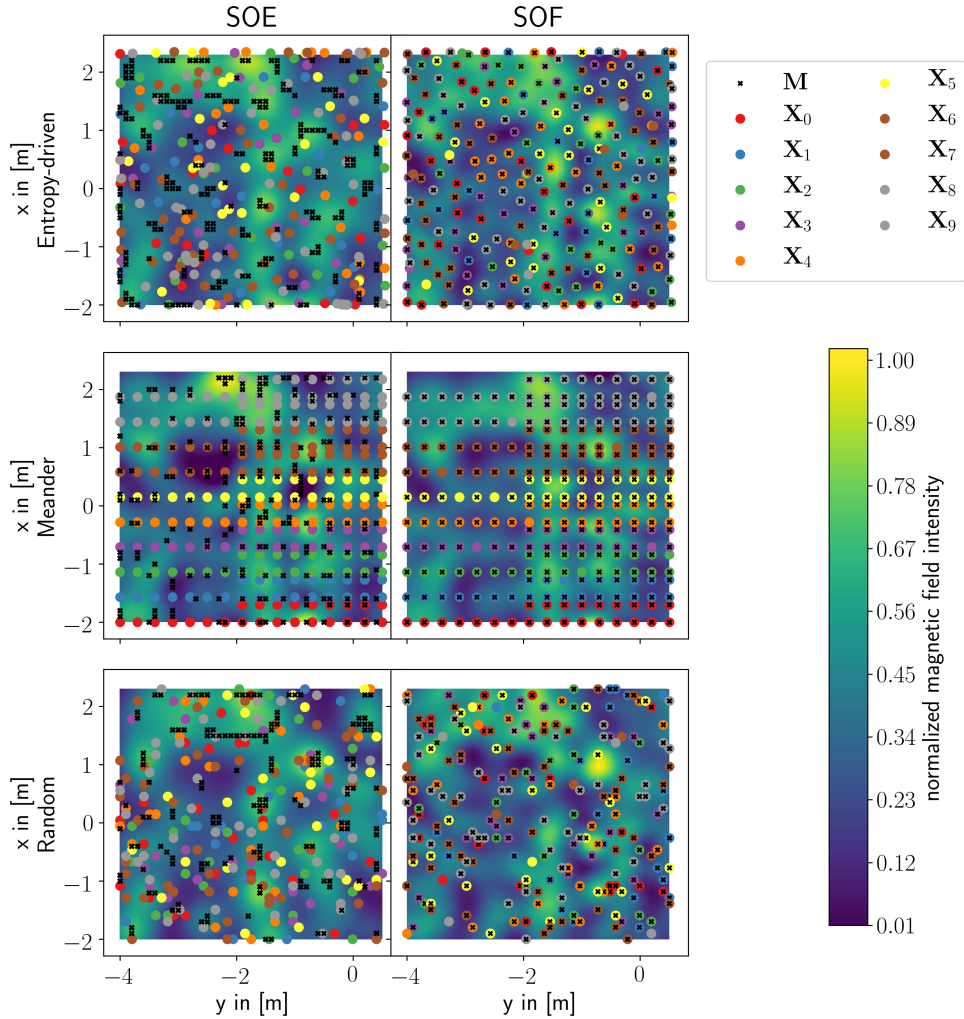 SOE SOF
x in [m]
Entropy-driven
2
1
0
−1
−2
M
X0
X1
X2
X3
X4
X5
X6
X7
X8
X9
x in [m]
Meander
2
1
0
−1
−2
x in [m]
Random
2
1
0
−1
−2
−4 −2 0 −4 −2 0
y in [m] y in [m]
1.00
0.89
0.78
0.67
0.56
0.45
0.34
0.23
0.12
0.01
normalized magnetic field intensity